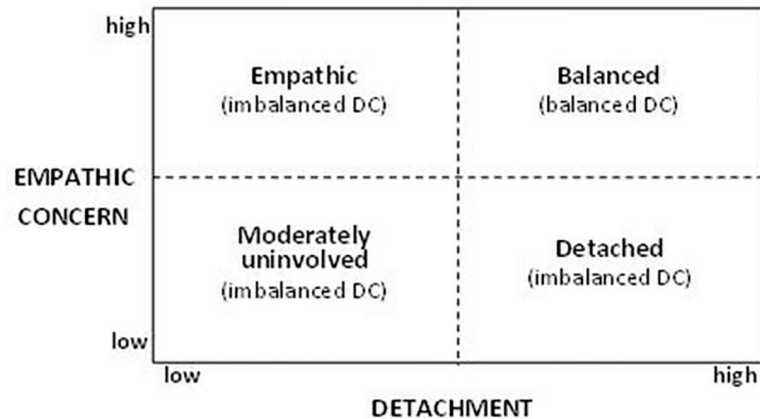 high
Empathic
(imbalanced DC)
Balanced
(balanced DC)
EMPATHIC
CONCERN
Moderately
uninvolved
(imbalanced DC)
Detached
(imbalanced DC)
low
low
high
DETACHMENT